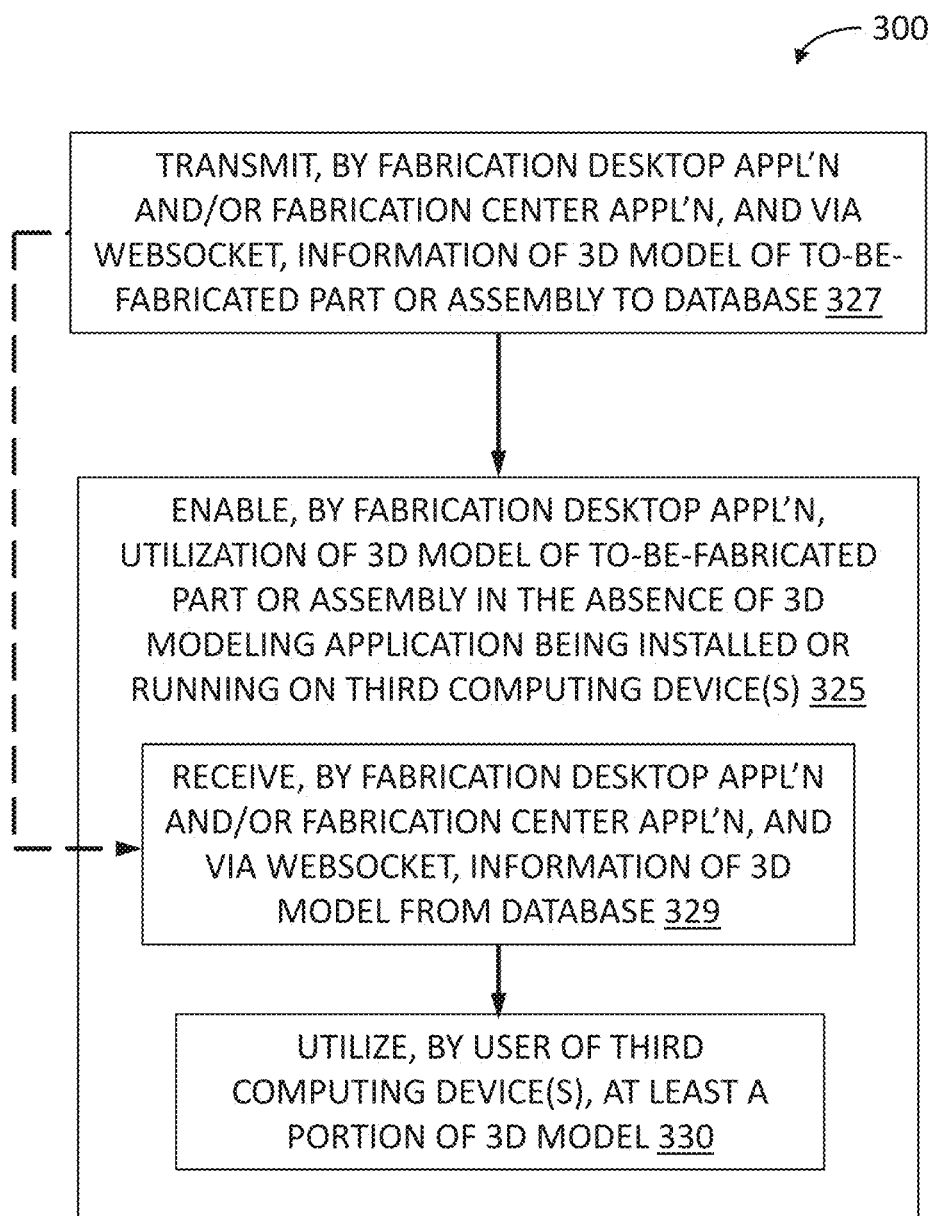 300
TRANSMIT, BY FABRICATION DESKTOP APPL'N
AND/OR FABRICATION CENTER APPL'N, AND VIA
WEBSOCKET, INFORMATION OF 3D MODEL OF TO-BE-
FABRICATED PART OR ASSEMBLY TO DATABASE 327
ENABLE, BY FABRICATION DESKTOP APPL'N,
UTILIZATION OF 3D MODEL OF TO-BE-FABRICATED
PART OR ASSEMBLY IN THE ABSENCE OF 3D
MODELING APPLICATION BEING INSTALLED OR
RUNNING ON THIRD COMPUTING DEVICE(S) 325
RECEIVE, BY FABRICATION DESKTOP APPL'N
AND/OR FABRICATION CENTER APPL'N, AND
VIA WEBSOCKET, INFORMATION OF 3D
MODEL FROM DATABASE 329
UTILIZE, BY USER OF THIRD
COMPUTING DEVICE(S), AT LEAST A
PORTION OF 3D MODEL 330